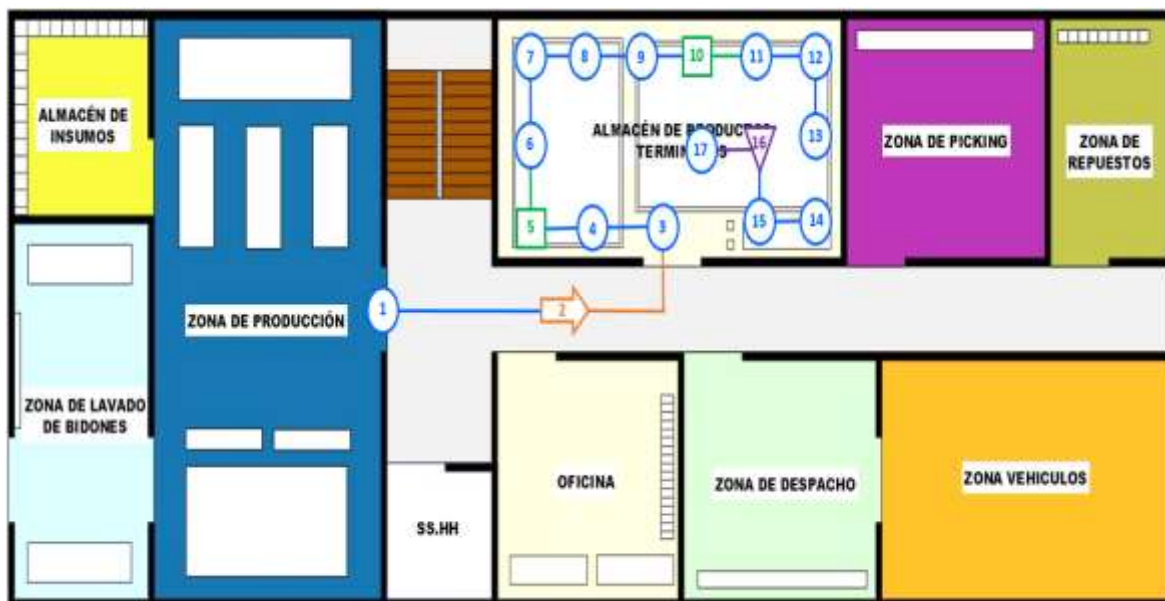 7
8
9
10
11
12
ALMACÉN DE
INSUMOS
ALMACÉN DE PRODUCTOS
TERMIN
OS
13
6
17
16
ZONA DE PICKING
ZONA DE
REPUESTOS
5
4
3
15
14
1
2
ZONA DE PRODUCCIÓN
ZONA DE LAVADO
DE BIDONES
OFICINA
ZONA DE DESPACHO
ZONA VEHICULOS
SS.HH